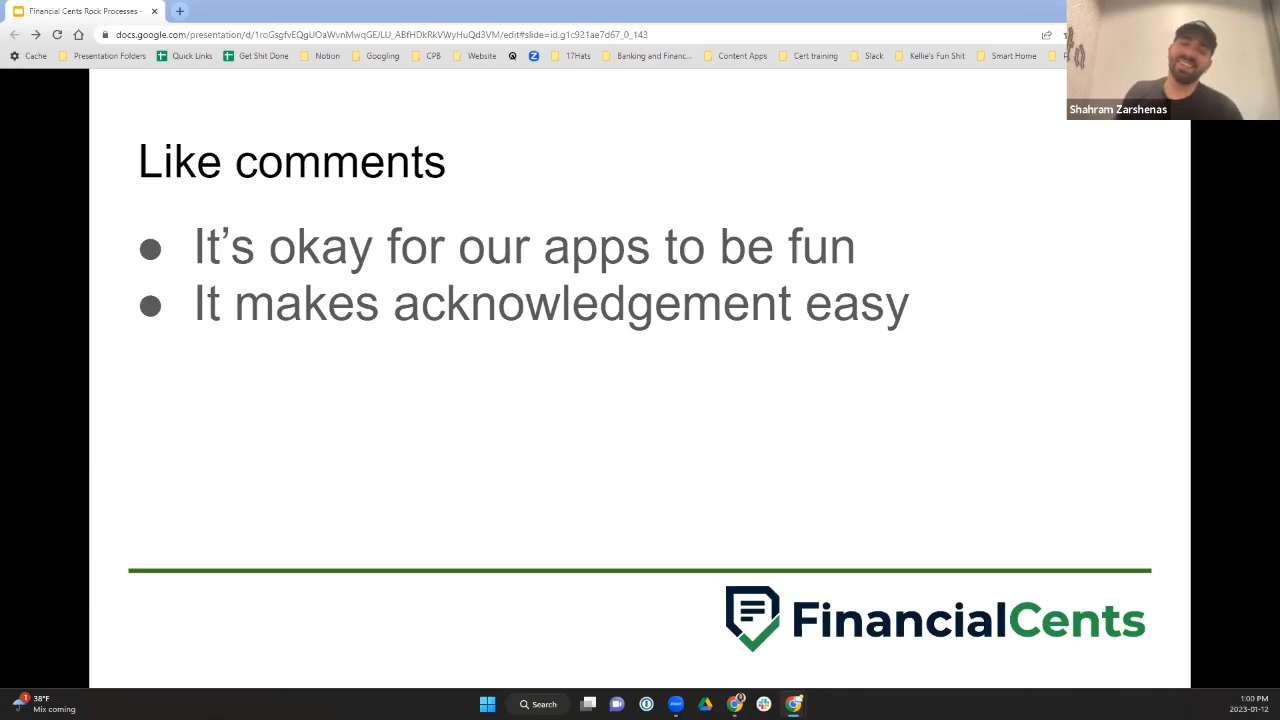 Financial Cents Rock Processes -
docs.google.com/presentation/d/1roGsgfvEQgUOaWvnMwqGEJLU_ABfHDkRkVWyHuQd3VM/edit#slide=id.g1c921ae7d67_0_143
Cache Presentation Folders Quick Links Get Shit Done Notion Googling CPB Website 17Hats Banking and Financ... Content Apps Cert training Slack Kellie's Fun Shit Smart Home
Shahram Zarshenas
Like comments
● It's okay for our apps to be fun
● It makes acknowledgement easy
FinancialCents
1
38°F
Mix coming
Search
zoom
1:00 PM
2023-01-12